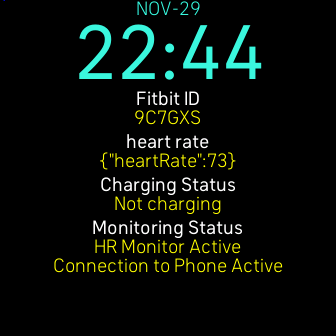 NOV-29
22:44
Fitbit ID
9C7GXS
heart rate
{"heartRate":73}
Charging Status
Not charging
Monitoring Status
HR Monitor Active
Connection to Phone Active